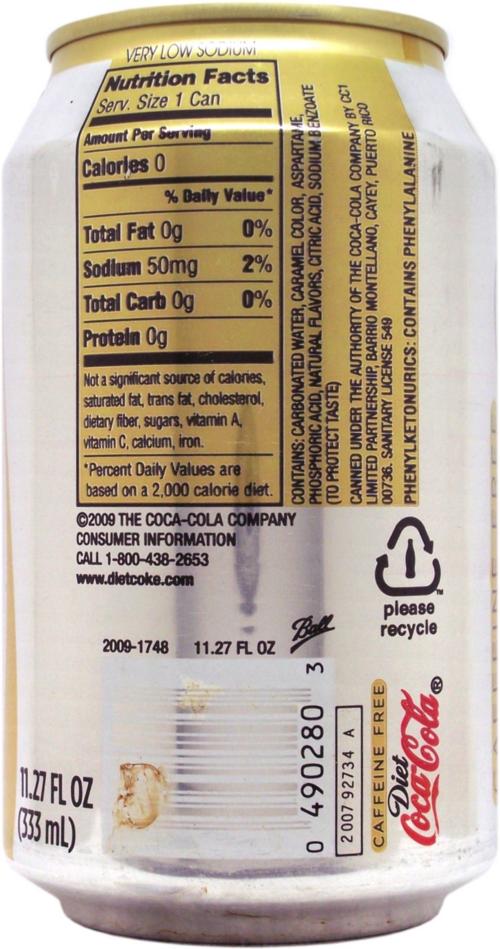 VERY LOW SODIUM
Nutrition Facts
Serv. Size 1 Can
Amount Per Serving
Calories 0
% Daily Value*
Total Fat 0g 0%
Sodium 50mg 2%
Total Carb 0g 0%
Protein 0g
Not a significant source of calories,
saturated fat, trans fat, cholesterol,
dietary fiber, sugars, vitamin A,
vitamin C, calcium, iron.
*Percent Daily Values are
based on a 2,000 calorie diet.
CONTAINS: CARBONATED WATER, CARAMEL COLOR, ASPARTAME,
PHOSPHORIC ACID, NATURAL FLAVORS, CITRIC ACID, SODIUM BENZOATE
(TO PROTECT TASTE)
CANNED UNDER THE AUTHORITY OF THE COCA-COLA COMPANY BY CC1
LIMITED PARTNERSHIP, BARRIO MONTELLANO, CAYEY, PUERTO RICO
00736. SANITARY LICENSE 549
PHENYLKETONURICS: CONTAINS PHENYLALANINE
©2009 THE COCA-COLA COMPANY
CONSUMER INFORMATION
CALL 1-800-438-2653
www.dietcoke.com
TM
please
recycle
2009-1748 11.27 FL OZ Ball
0 490280 3
2007 92734 A
CAFFEINE FREE
Diet
Coca-Cola®
11.27 FL OZ
(333 mL)